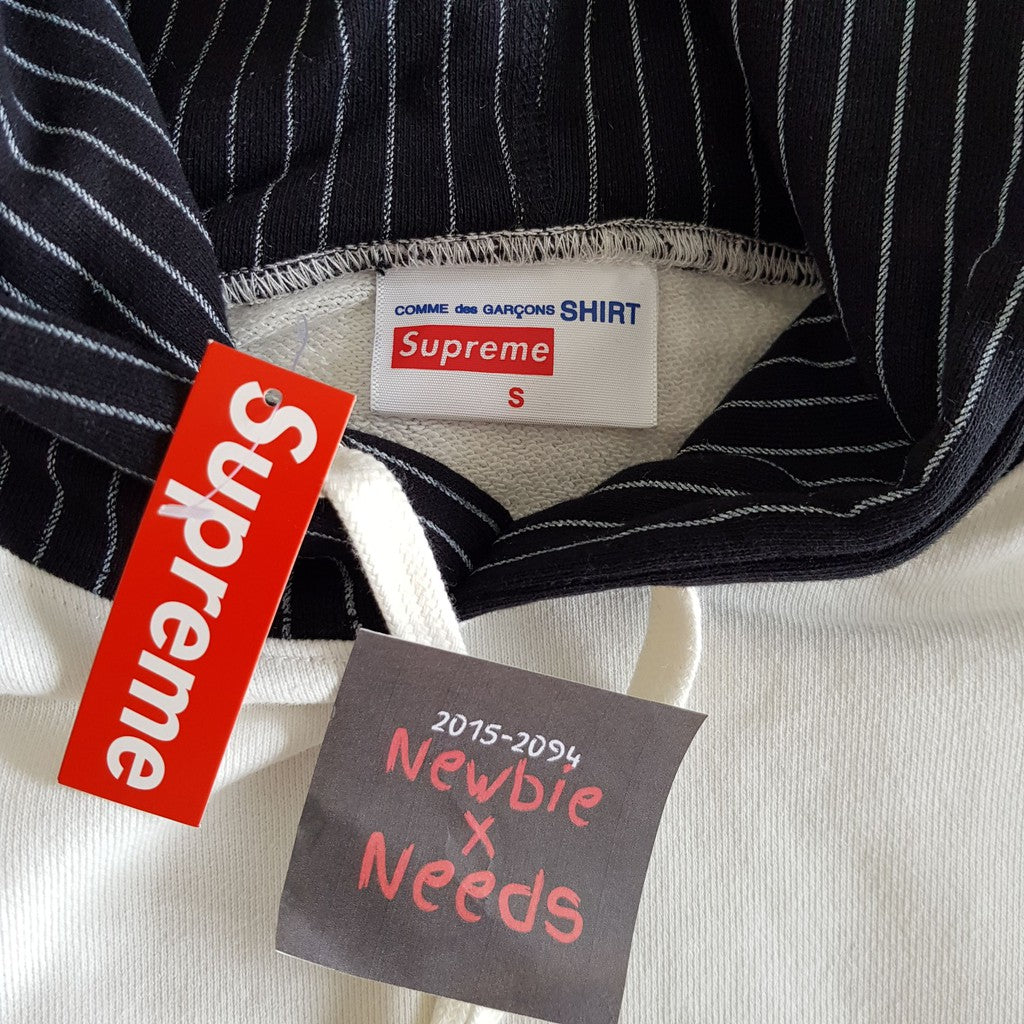 COMME des GARÇONS SHIRT
Supreme
S
Supreme
2015-2094
Newbie
x
Needs